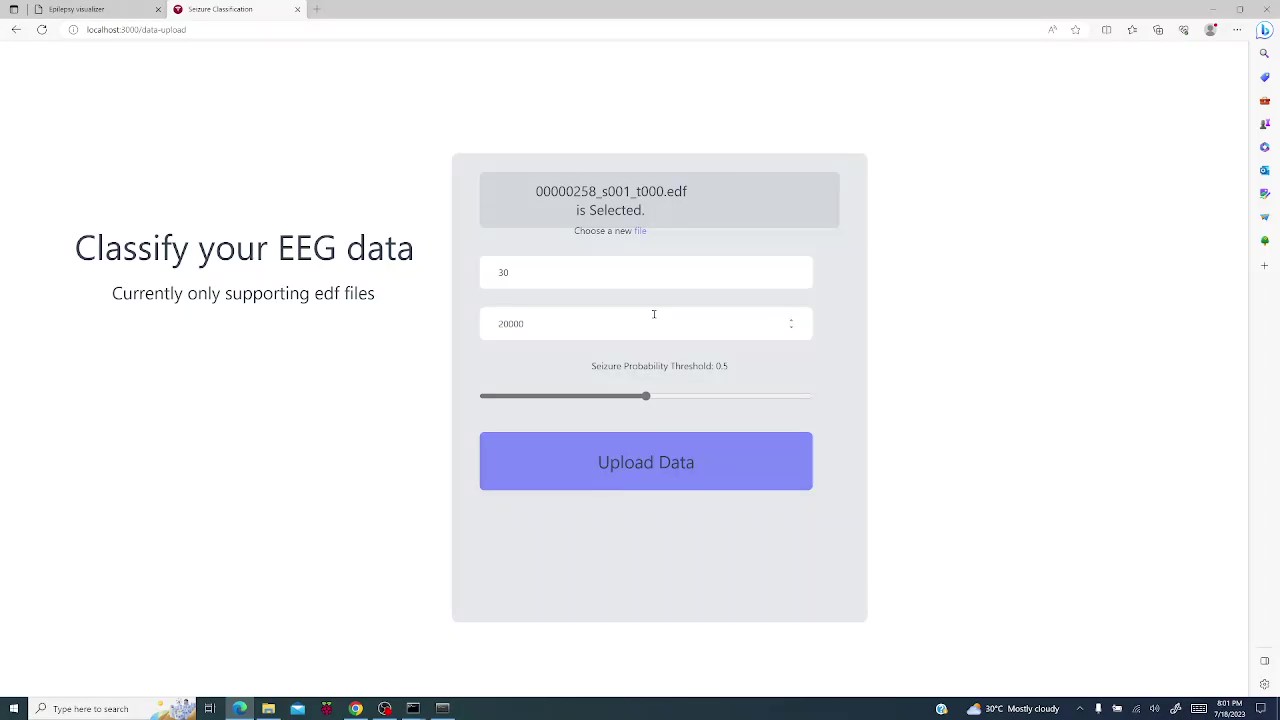 Epilepsy visualizer
Seizure Classification
localhost:3000/data-upload
00000258_s001_t000.edf
is Selected.
Choose a new file
Classify your EEG data
Currently only supporting edf files
30
20000
Seizure Probability Threshold: 0.5
Upload Data
Type here to search
30°C Mostly cloudy
8:01 PM
7/18/2023